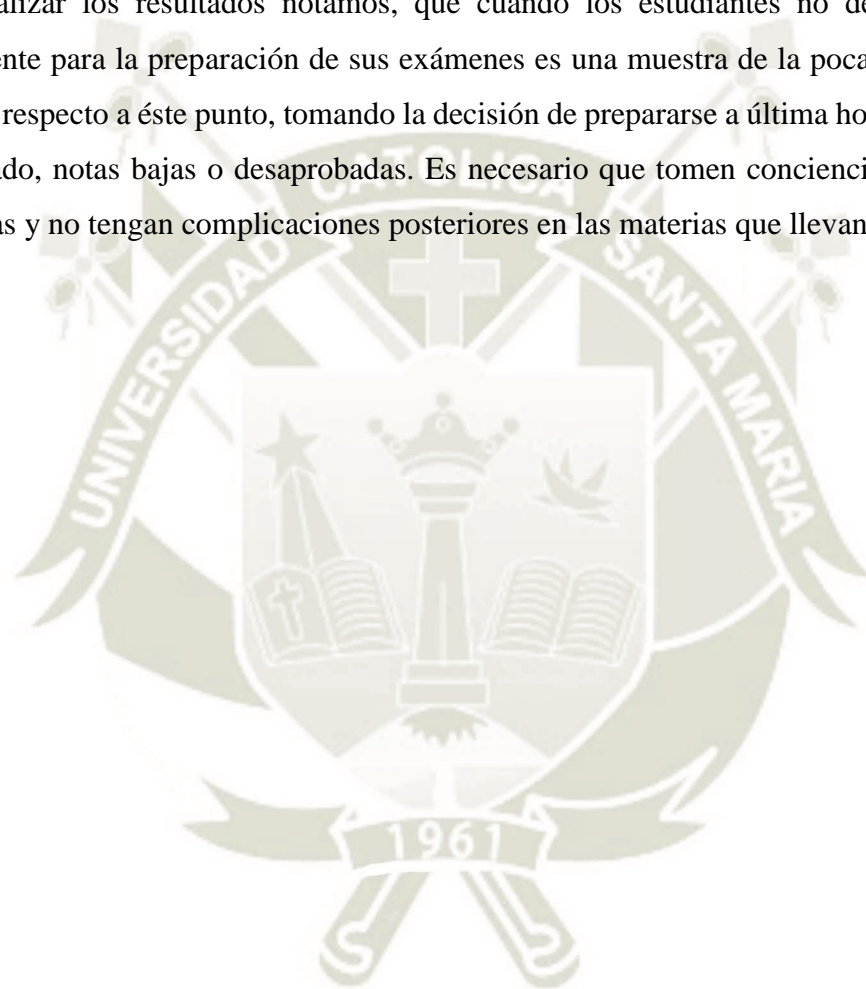 alizar los resultados notamos, que cuando los estudiantes no de
ente para la preparación de sus exámenes es una muestra de la poca
respecto a éste punto, tomando la decisión de prepararse a última ho
ado, notas bajas o desaprobadas. Es necesario que tomen concienci
as y no tengan complicaciones posteriores en las materias que llevan
UNIVERSIDAD CATOLICA SANTA MARIA
1961